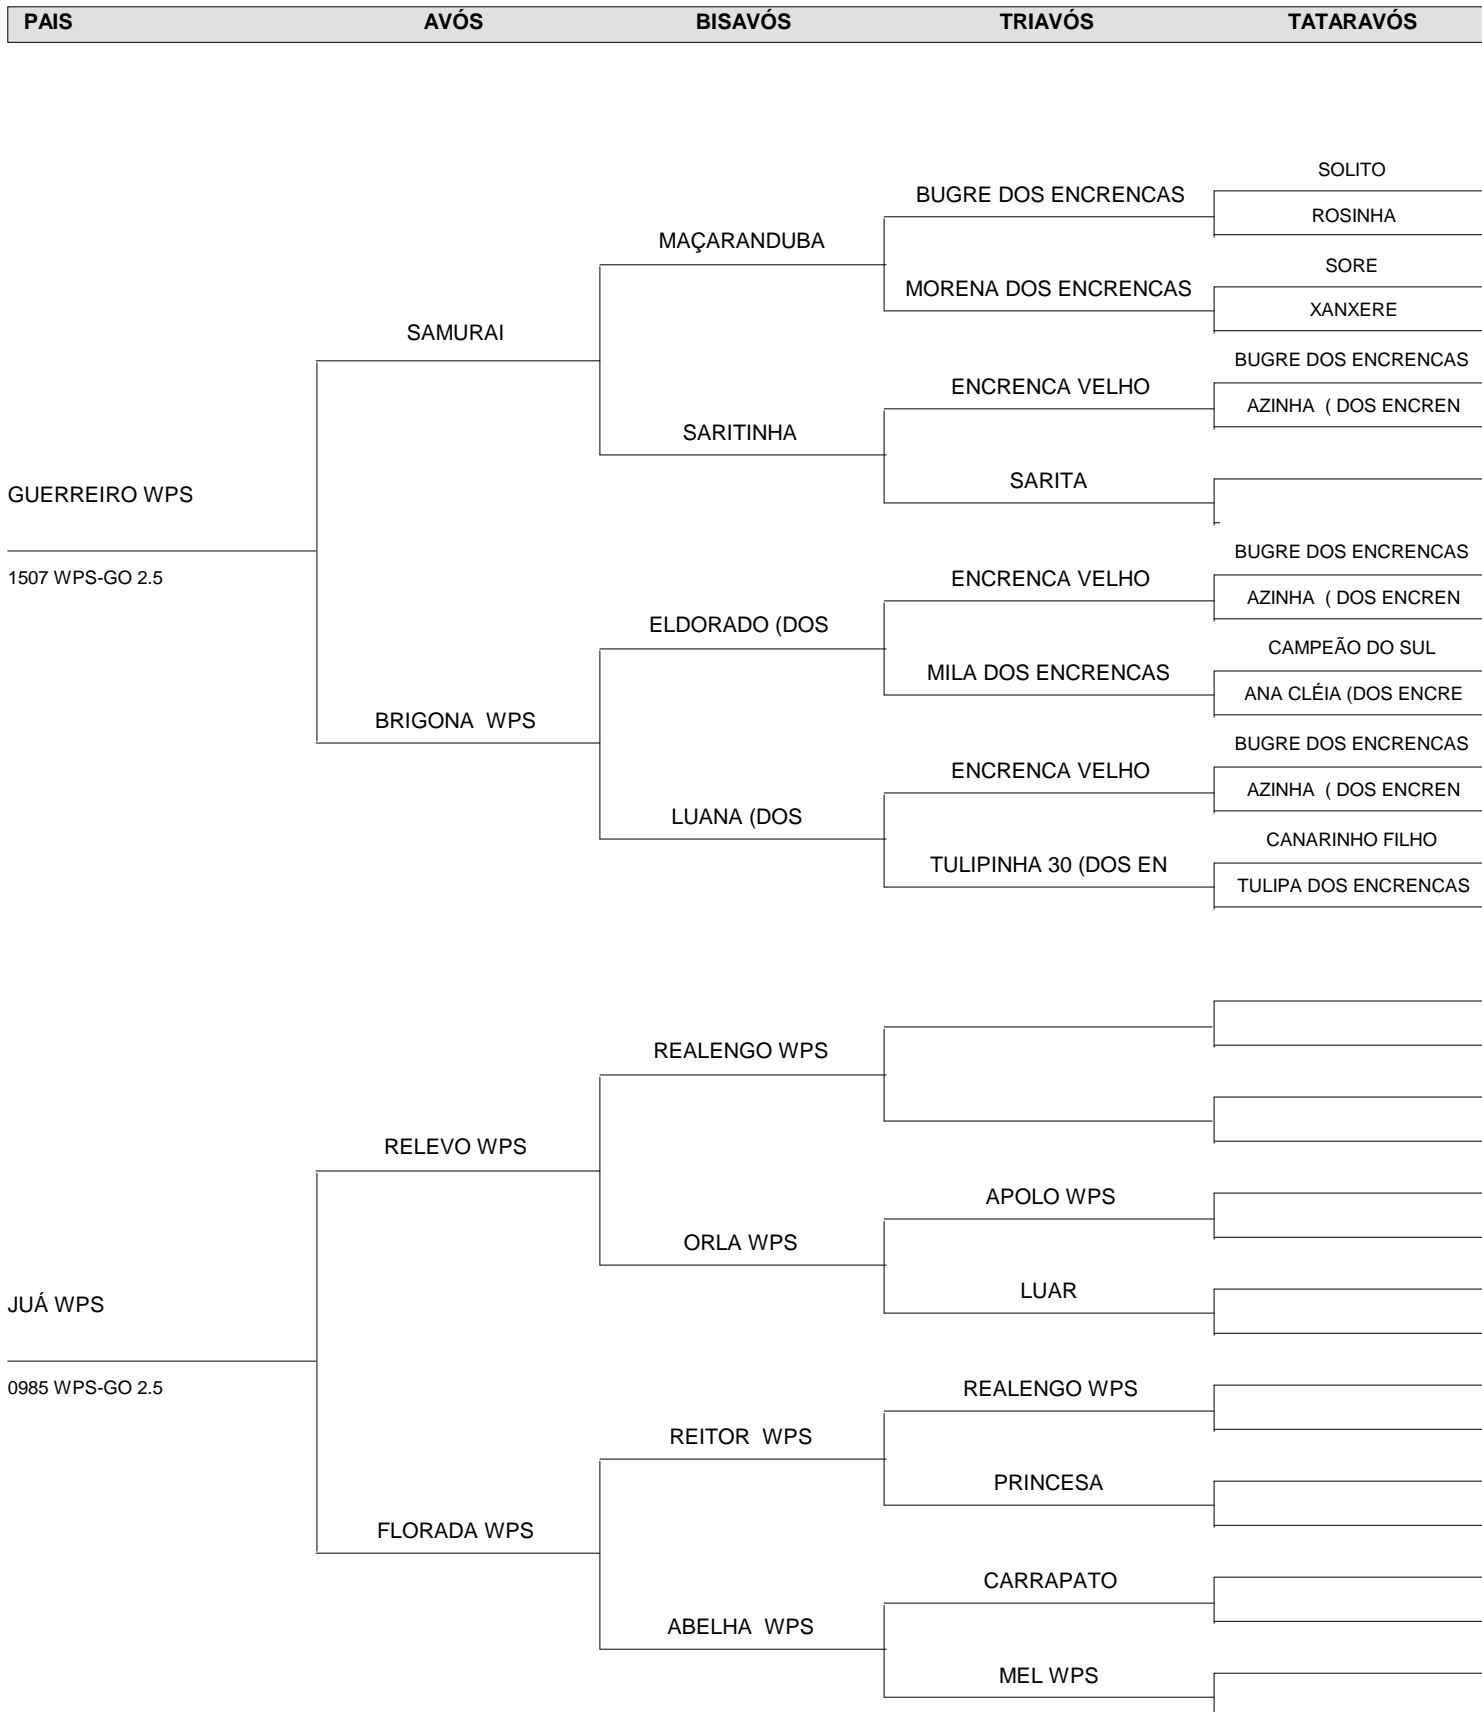 PAIS AVÓS BISAVÓS TRIAVÓS TATARAVÓS
SOLITO
BUGRE DOS ENCRENCAS
ROSINHA
MAÇARANDUBA
SORE
MORENA DOS ENCRENCAS
XANXERE
SAMURAI
BUGRE DOS ENCRENCAS
ENCRENCA VELHO
AZINHA ( DOS ENCREN
SARITINHA
SARITA
GUERREIRO WPS
BUGRE DOS ENCRENCAS
ENCRENCA VELHO
1507 WPS-GO 2.5
AZINHA ( DOS ENCREN
ELDORADO (DOS
CAMPEÃO DO SUL
MILA DOS ENCRENCAS
ANA CLÉIA (DOS ENCRE
BRIGONA WPS
BUGRE DOS ENCRENCAS
ENCRENCA VELHO
AZINHA ( DOS ENCREN
LUANA (DOS
CANARINHO FILHO
TULIPINHA 30 (DOS EN
TULIPA DOS ENCRENCAS
REALENGO WPS
RELEVO WPS
APOLO WPS
ORLA WPS
LUAR
JUÁ WPS
0985 WPS-GO 2.5
REALENGO WPS
REITOR WPS
PRINCESA
FLORADA WPS
CARRAPATO
ABELHA WPS
MEL WPS